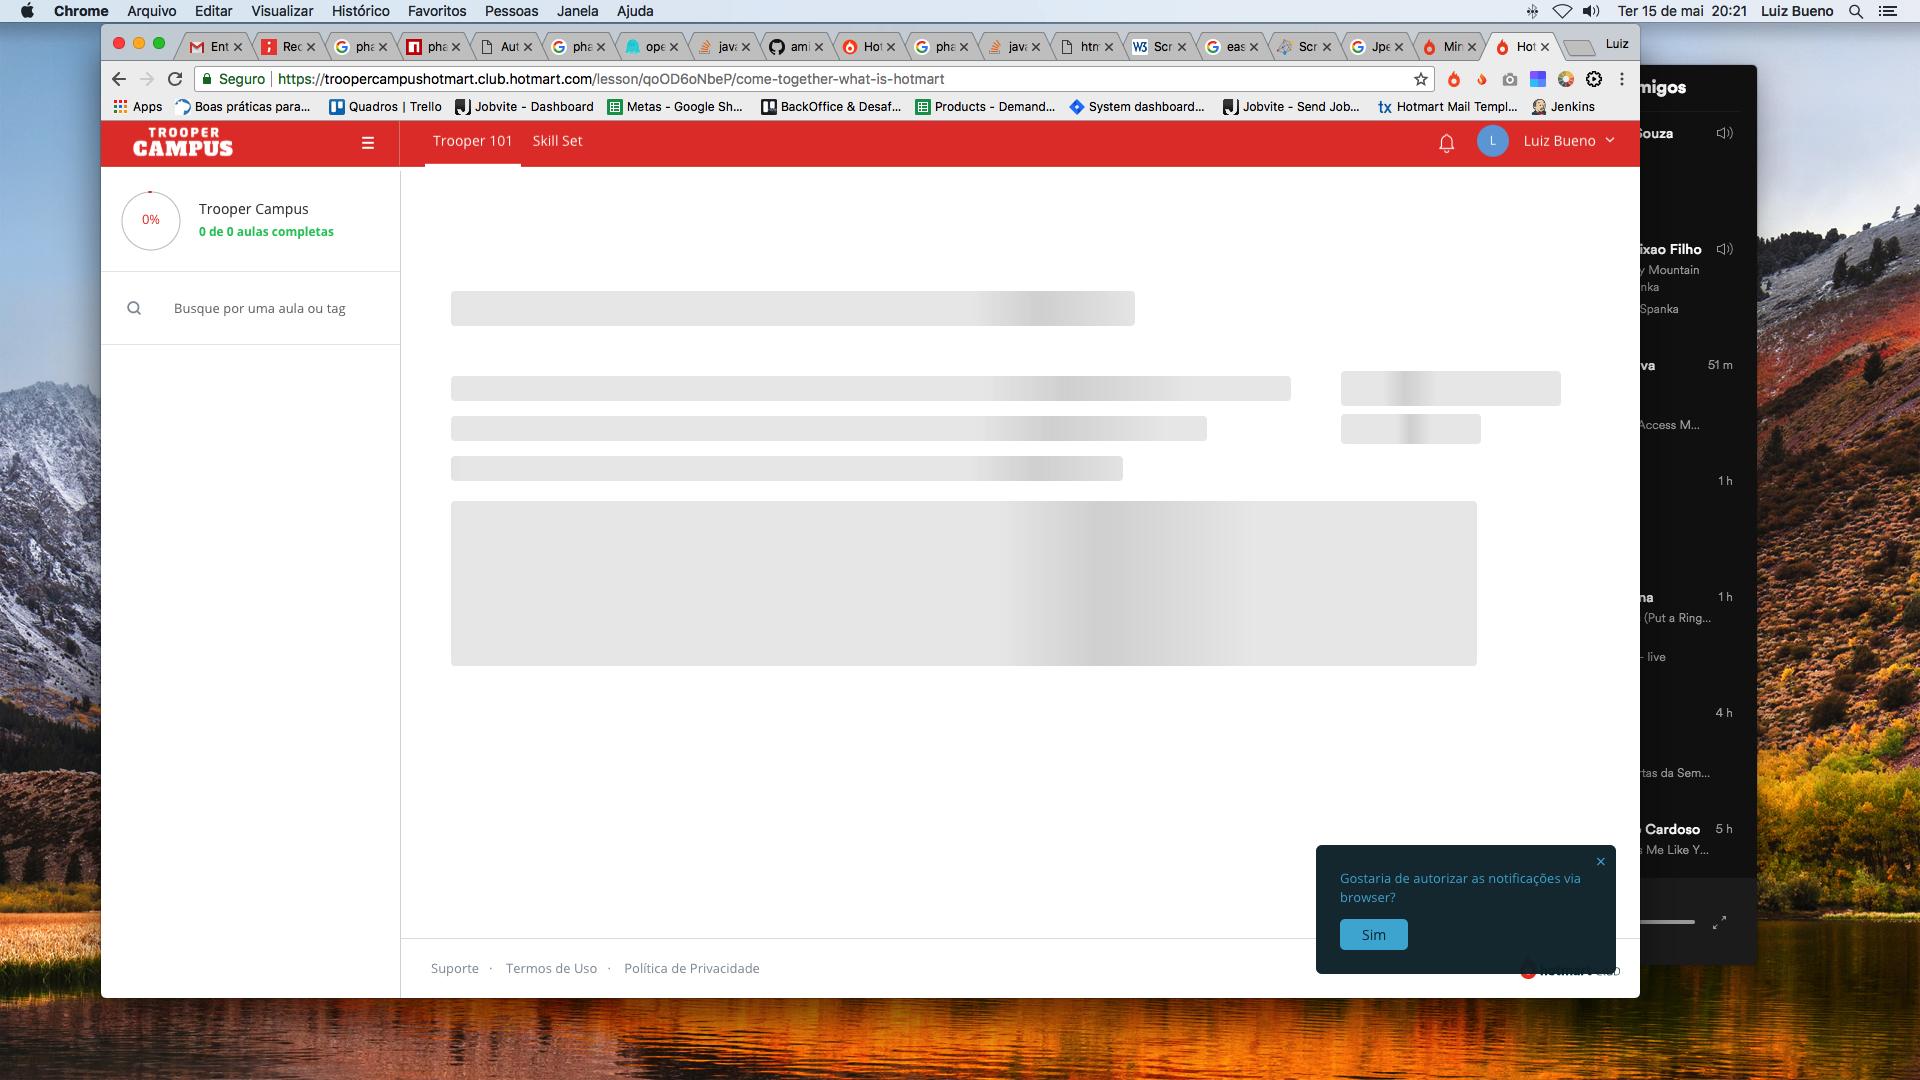 Chrome Arquivo Editar Visualizar Histórico Favoritos Pessoas Janela Ajuda
Ter 15 de mai 20:21 Luiz Bueno
Ent Rec pha pha Aut pha ope java ami Hot pha java htm Scr eas Scr Jpe Min Hot Luiz
Seguro https://troopercampushotmart.club.hotmart.com/lesson/qoOD6oNbeP/come-together-what-is-hotmart
Apps Boas práticas para... Quadros | Trello Jobvite - Dashboard Metas - Google Sh... BackOffice & Desaf... Products - Demand... System dashboard... Jobvite - Send Job... tx Hotmart Mail Templ... Jenkins
TROOPER
CAMPUS
Trooper 101 Skill Set
L Luiz Bueno
0%
Trooper Campus
0 de 0 aulas completas
Busque por uma aula ou tag
migos
Souza
ixao Filho
y Mountain
nka
Spanka
va 51 m
Access M...
1 h
na 1 h
(Put a Ring...
- live
4 h
rtas da Sem...
Cardoso 5 h
s Me Like Y...
Gostaria de autorizar as notificações via
browser?
Sim
Suporte · Termos de Uso · Política de Privacidade
hotmart CLUB